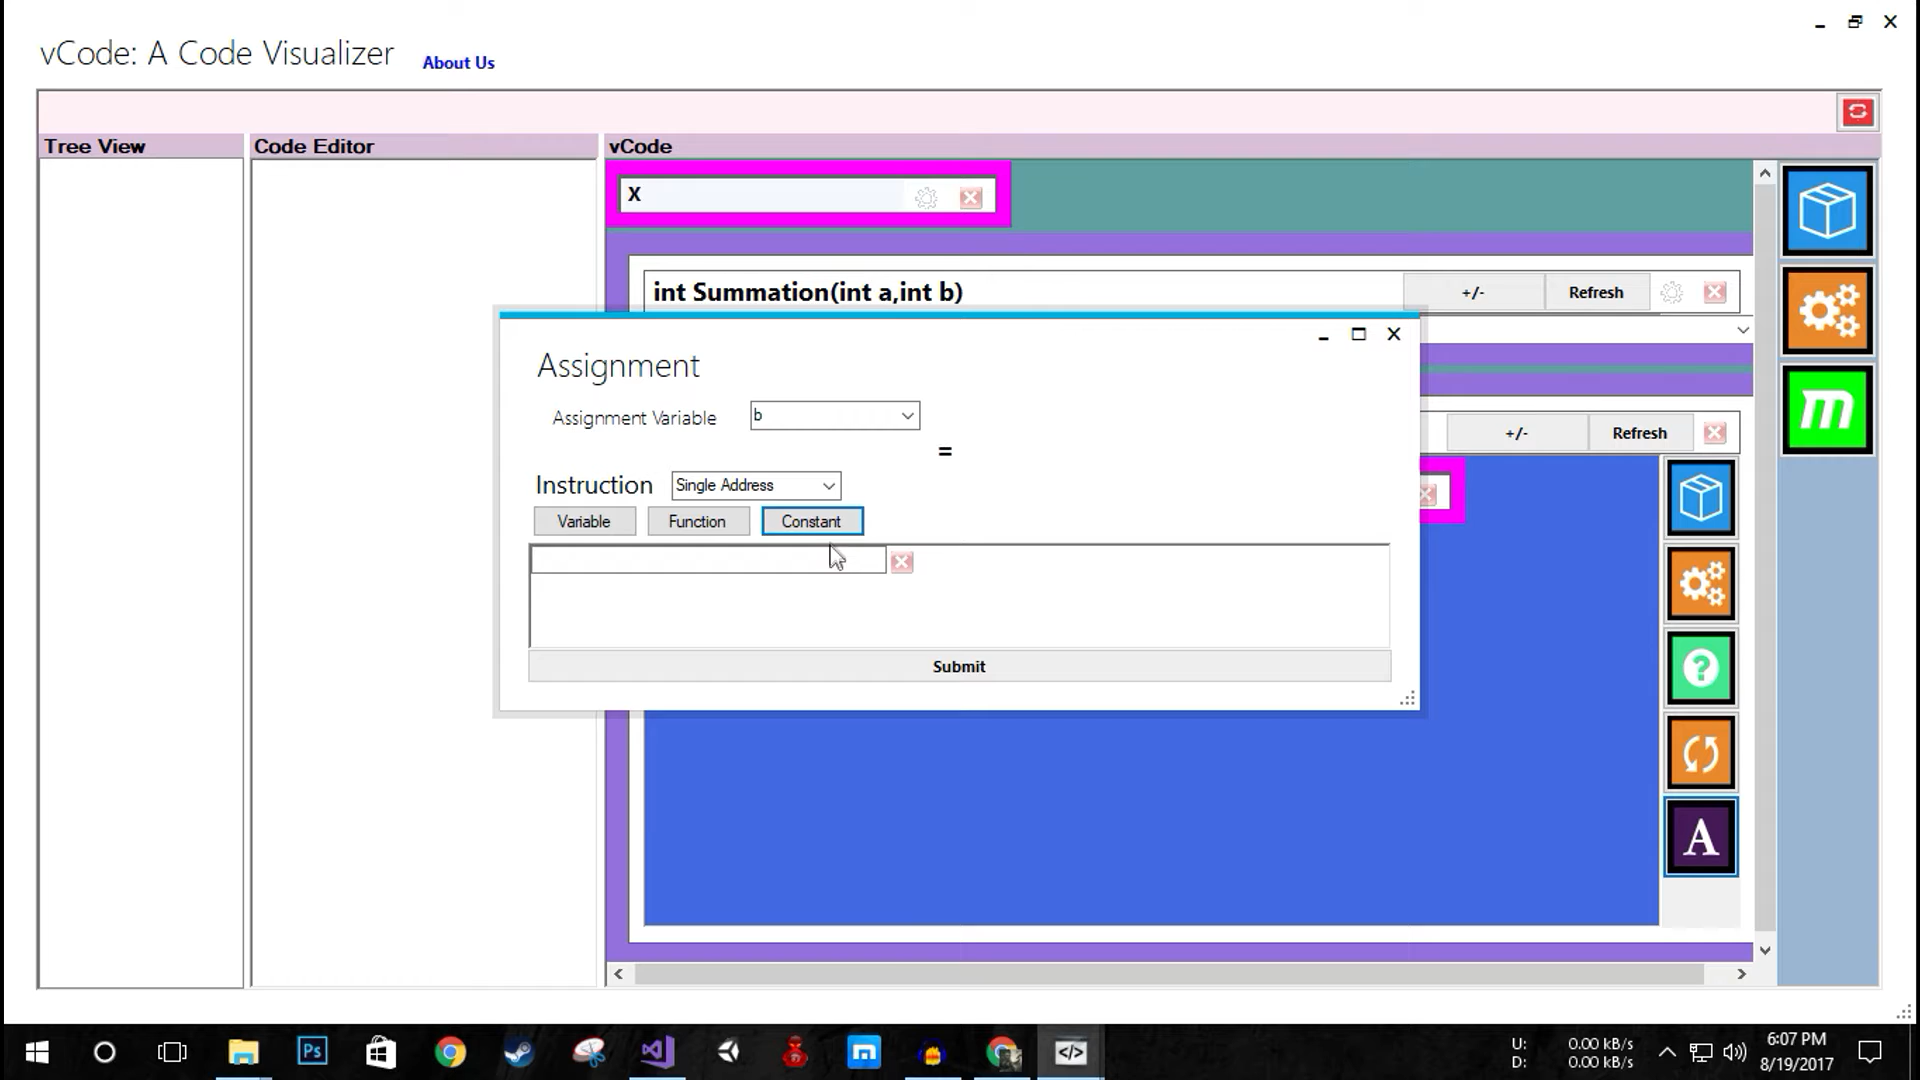 vCode: A Code Visualizer
About Us
Tree View
Code Editor
vCode
X
int Summation(int a,int b)
+/-
Refresh
Assignment
Assignment Variable
b
=
+/-
Refresh
Instruction
Single Address
Variable
Function
Constant
Submit
m
?
A
Ps
U: 0.00 kB/s
D: 0.00 kB/s
6:07 PM
8/19/2017